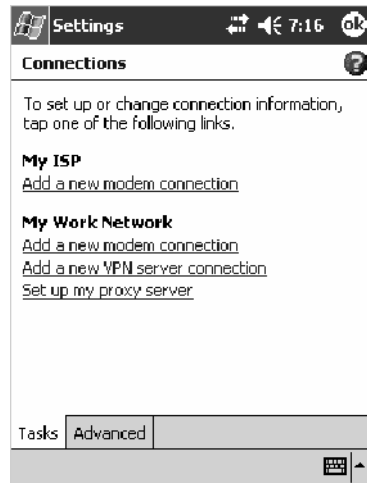 Settings 7:16 ok
Connections ?
To set up or change connection information,
tap one of the following links.
My ISP
Add a new modem connection
My Work Network
Add a new modem connection
Add a new VPN server connection
Set up my proxy server
Tasks Advanced